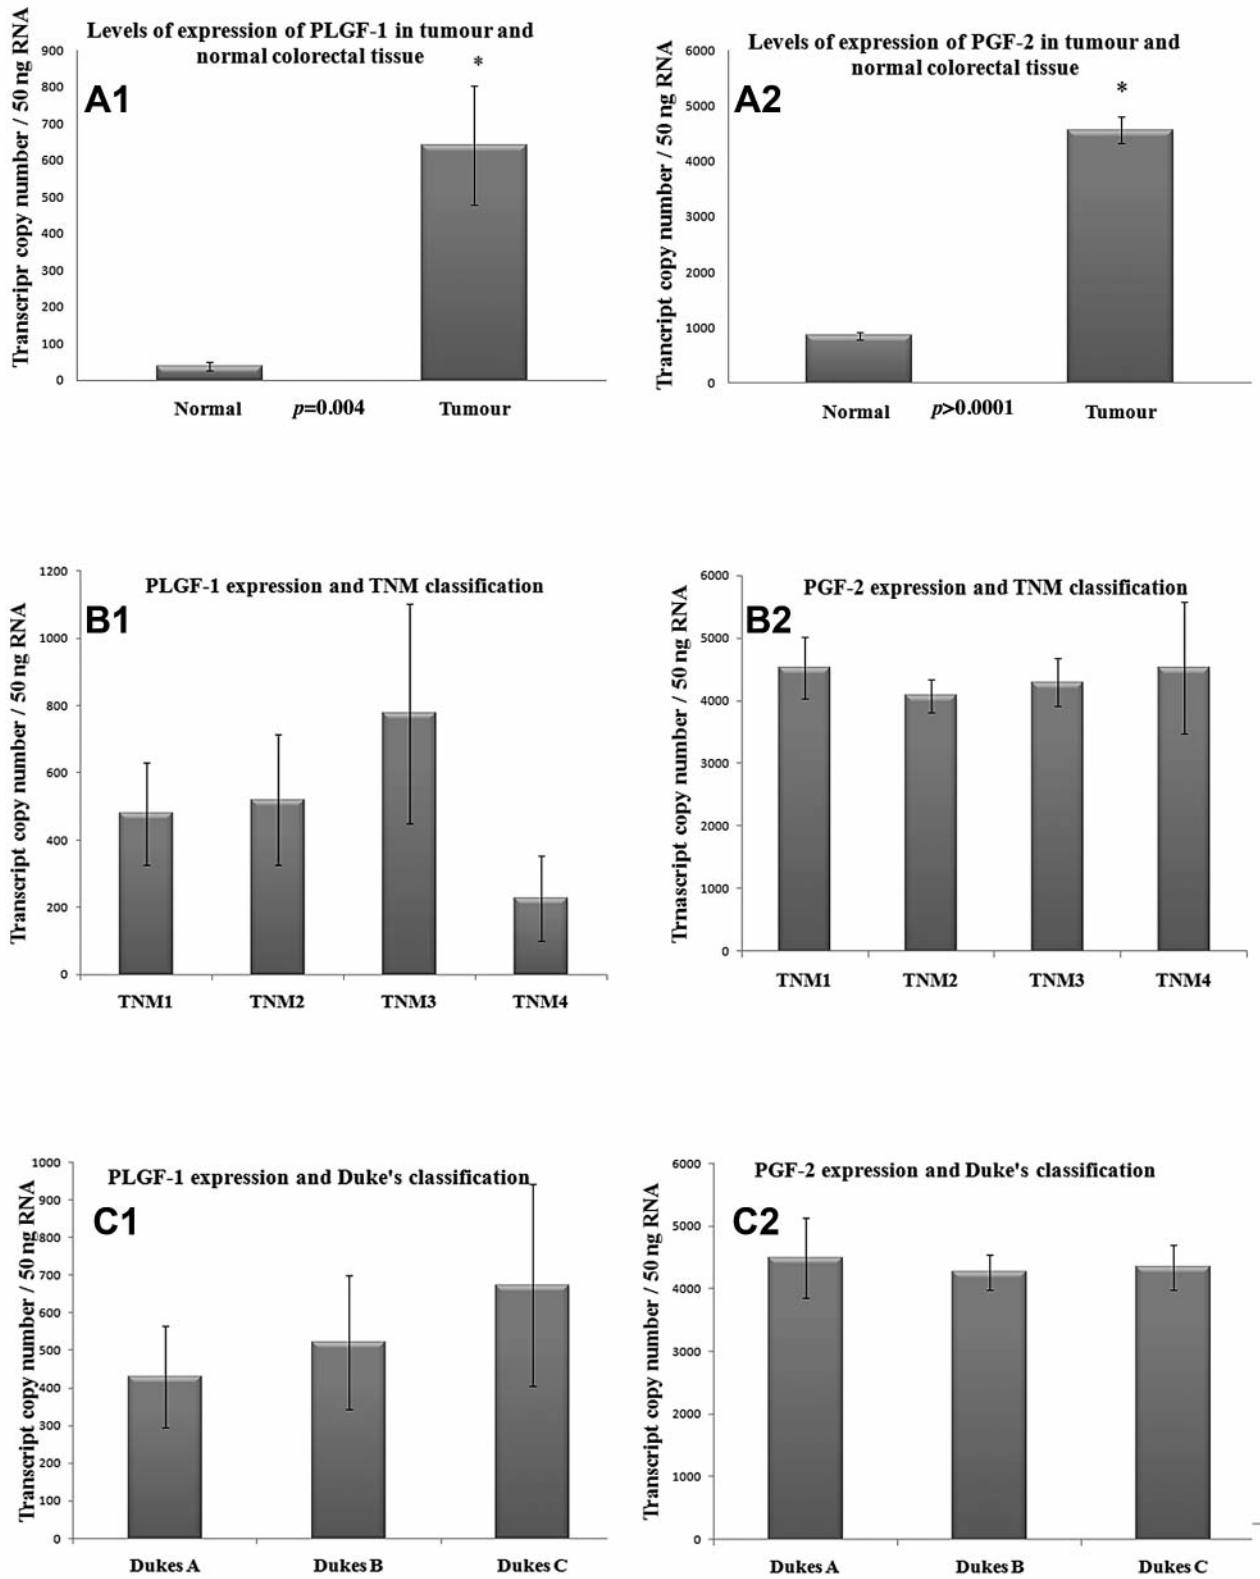 Levels of expression of PLGF-1 in tumour and
normal colorectal tissue
A1
Transcripr copy number / 50 ng RNA
900
800
700
600
500
400
300
200
100
0
*
Normal
p=0.004
Tumour
Levels of expression of PGF-2 in tumour and
normal colorectal tissue
A2
Trancript copy number / 50 ng RNA
6000
5000
4000
3000
2000
1000
0
*
Normal
p>0.0001
Tumour
PLGF-1 expression and TNM classification
B1
Transcript copy number / 50 ng RNA
1200
1000
800
600
400
200
0
TNM1
TNM2
TNM3
TNM4
PGF-2 expression and TNM classification
B2
Trnascript copy number / 50 ng RNA
6000
5000
4000
3000
2000
1000
0
TNM1
TNM2
TNM3
TNM4
PLGF-1 expression and Duke's classification
C1
Transcript copy number / 50 ng RNA
1000
900
800
700
600
500
400
300
200
100
0
Dukes A
Dukes B
Dukes C
PGF-2 expression and Duke's classification
C2
Transcript copy number / 50 ng RNA
6000
5000
4000
3000
2000
1000
0
Dukes A
Dukes B
Dukes C